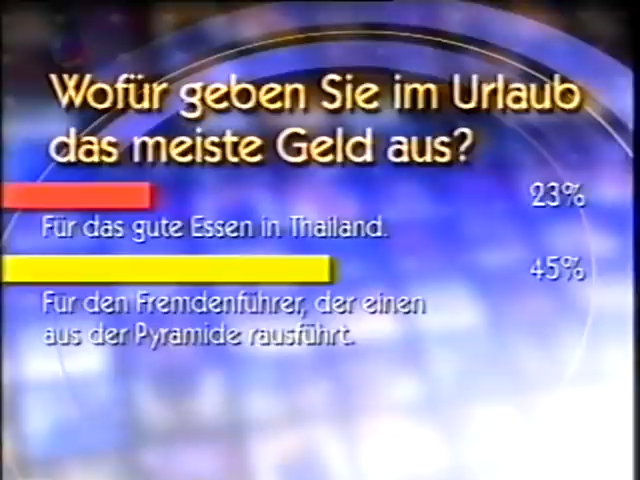 Wofür geben Sie im Urlaub
das meiste Geld aus?
23%
Für das gute Essen in Thailand.
45%
Für den Fremdenführer, der einen
aus der Pyramide rausführt.